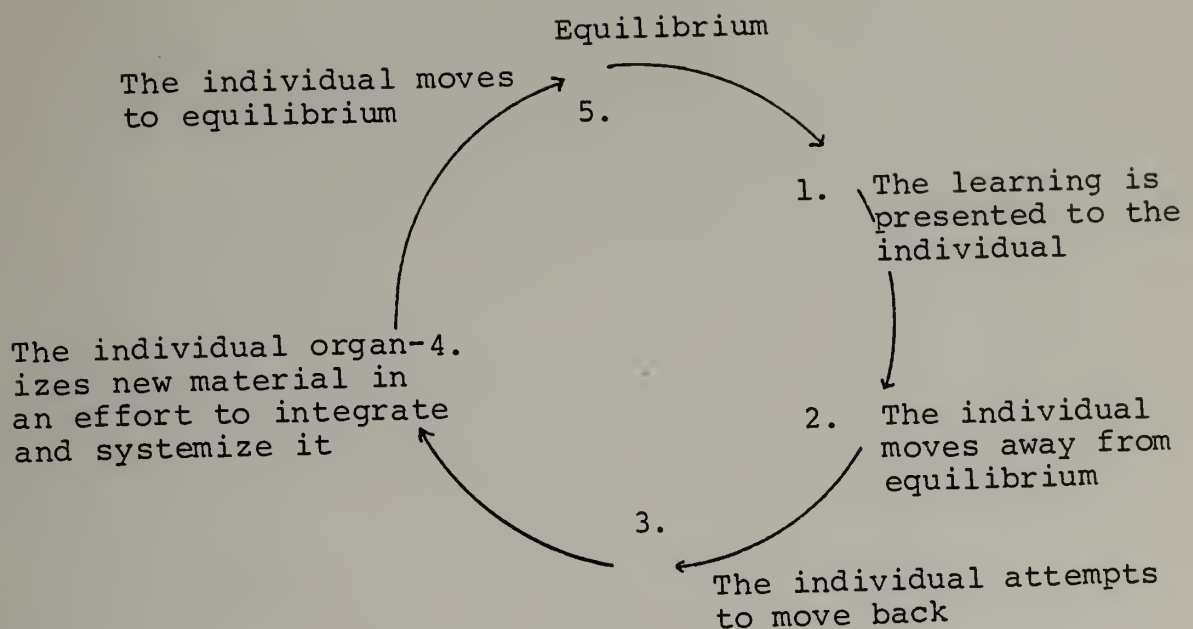 Equilibrium
The individual moves
to equilibrium
5.
1. The learning is
presented to the
individual
2. The individual
moves away from
equilibrium
3.
The individual attempts
to move back
The individual organ-4.
izes new material in
an effort to integrate
and systemize it